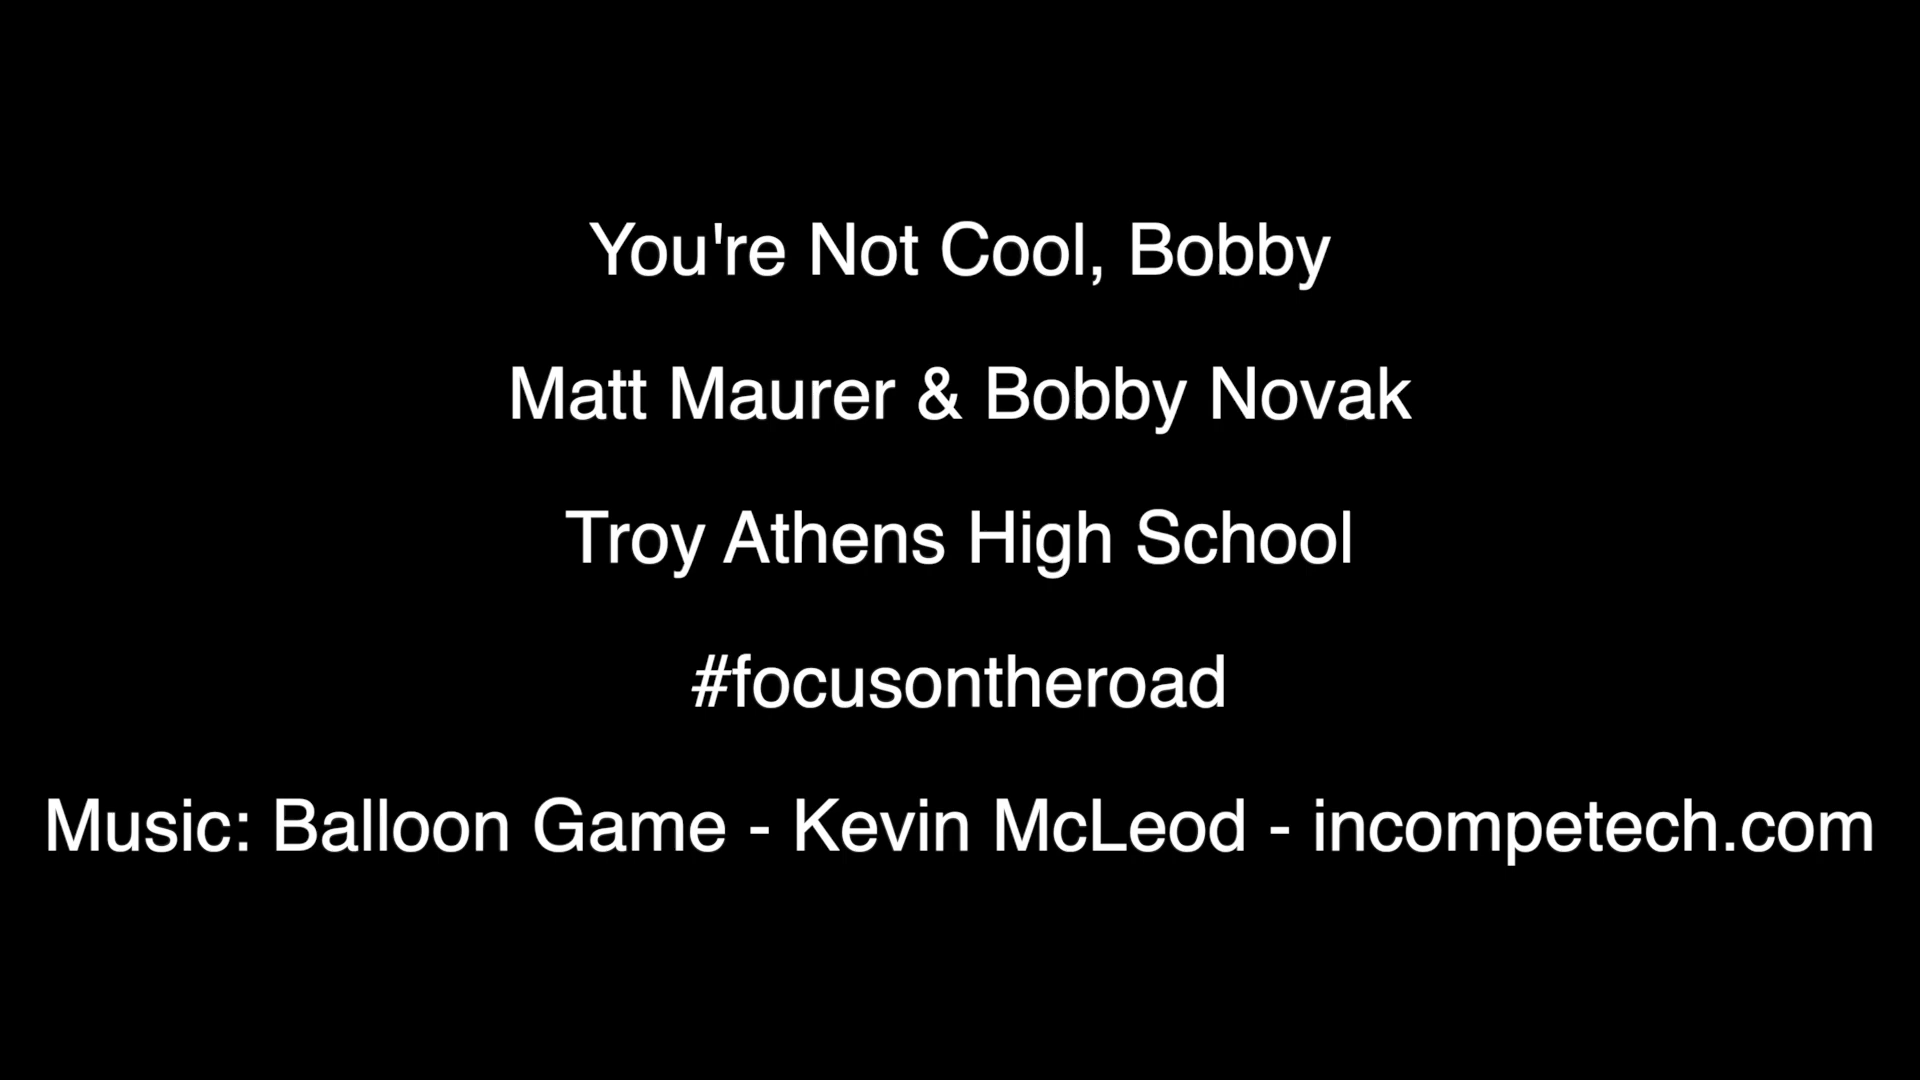 You're Not Cool, Bobby
Matt Maurer & Bobby Novak
Troy Athens High School
#focusontheroad
Music: Balloon Game - Kevin McLeod - incompetech.com